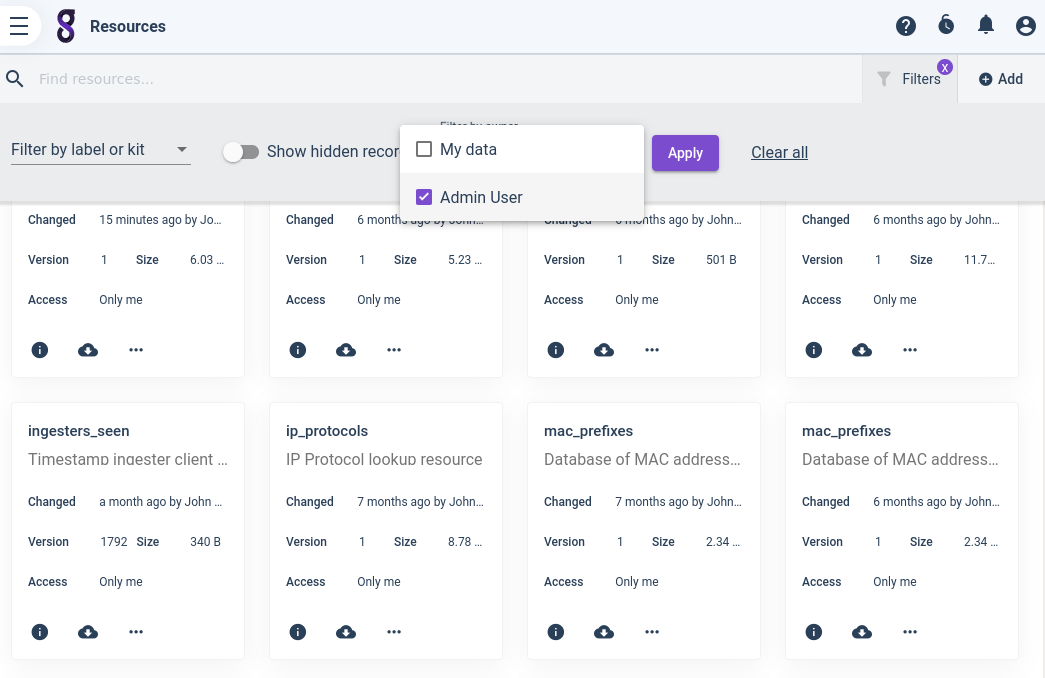 Resources
Find resources...
Filters
X
Add
Filter by label or kit
Show hidden recor
Filter by owner
My data
Admin User
Apply
Clear all
Changed 15 minutes ago by Jo...
Version 1 Size 6.03 ...
Access Only me
Changed 6 months ago by John...
Version 1 Size 5.23 ...
Access Only me
Changed 6 months ago by John...
Version 1 Size 501 B
Access Only me
Changed 6 months ago by John...
Version 1 Size 11.7...
Access Only me
ingesters_seen
Timestamp ingester client ...
Changed a month ago by John ...
Version 1792 Size 340 B
Access Only me
ip_protocols
IP Protocol lookup resource
Changed 7 months ago by John...
Version 1 Size 8.78 ...
Access Only me
mac_prefixes
Database of MAC address...
Changed 7 months ago by John...
Version 1 Size 2.34 ...
Access Only me
mac_prefixes
Database of MAC address...
Changed 6 months ago by John...
Version 1 Size 2.34 ...
Access Only me